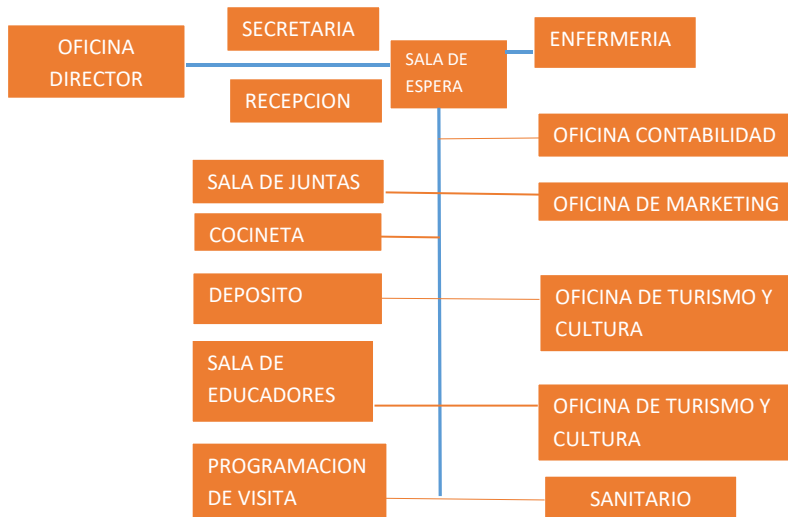 SECRETARIA
ENFERMERIA
OFICINA
DIRECTOR
SALA DE
ESPERA
RECEPCION
OFICINA CONTABILIDAD
SALA DE JUNTAS
OFICINA DE MARKETING
COCINETA
DEPOSITO
OFICINA DE TURISMO Y
CULTURA
SALA DE
EDUCADORES
OFICINA DE TURISMO Y
CULTURA
PROGRAMACION
DE VISITA
SANITARIO